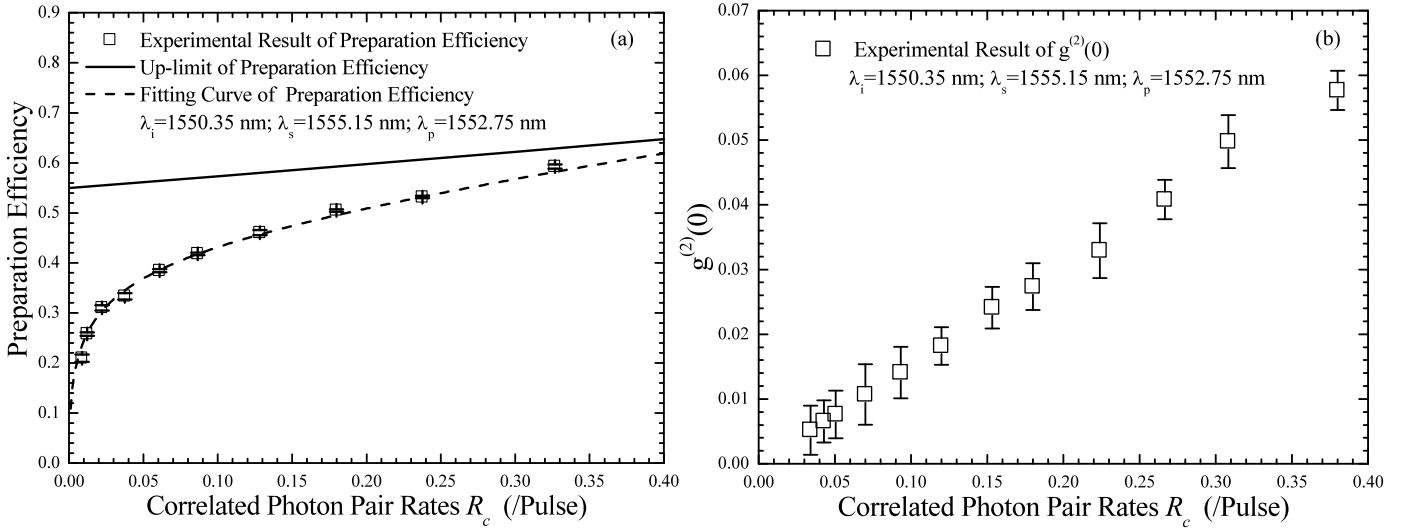 0.9
0.8
0.7
0.6
0.5
0.4
0.3
0.2
0.1
0.0
Preparation Efficiency
Experimental Result of Preparation Efficiency
(a)
Up-limit of Preparation Efficiency
Fitting Curve of Preparation Efficiency
λi=1550.35 nm; λs=1555.15 nm; λp=1552.75 nm
0.00 0.05 0.10 0.15 0.20 0.25 0.30 0.35 0.40
Correlated Photon Pair Rates Rc (/Pulse)
0.07
0.06
0.05
0.04
0.03
0.02
0.01
0.00
g(2)(0)
Experimental Result of g(2)(0)
(b)
λi=1550.35 nm; λs=1555.15 nm; λp=1552.75 nm
0.00 0.05 0.10 0.15 0.20 0.25 0.30 0.35 0.40
Correlated Photon Pair Rates Rc (/Pulse)